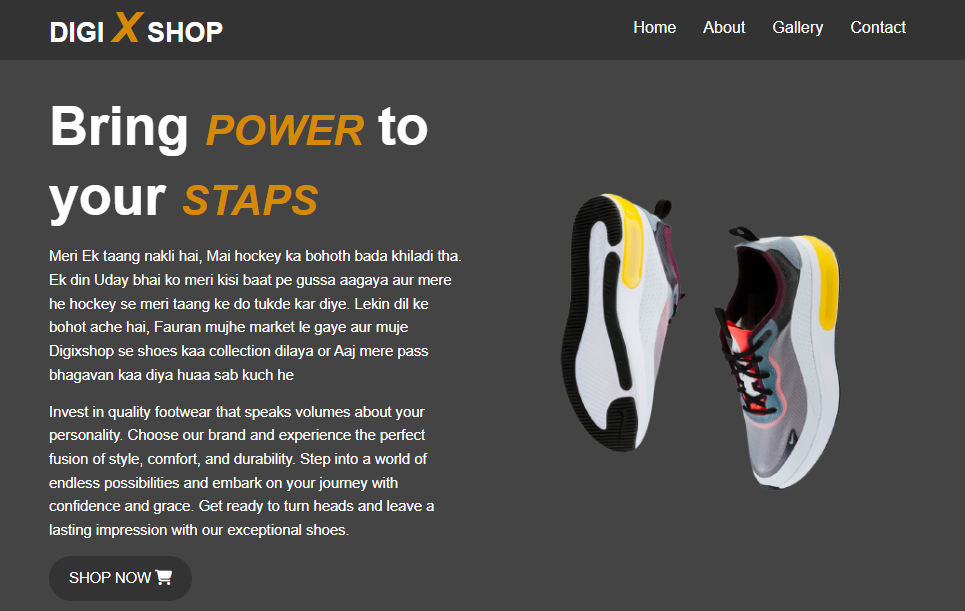 DIGI X SHOP
Home About Gallery Contact
Bring POWER to
your STAPS
Meri Ek taang nakli hai, Mai hockey ka bohoth bada khiladi tha.
Ek din Uday bhai ko meri kisi baat pe gussa aagaya aur mere
he hockey se meri taang ke do tukde kar diye. Lekin dil ke
bohot ache hai, Fauran mujhe market le gaye aur muje
Digixshop se shoes kaa collection dilaya or Aaj mere pass
bhagavan kaa diya huaa sab kuch he
Invest in quality footwear that speaks volumes about your
personality. Choose our brand and experience the perfect
fusion of style, comfort, and durability. Step into a world of
endless possibilities and embark on your journey with
confidence and grace. Get ready to turn heads and leave a
lasting impression with our exceptional shoes.
SHOP NOW